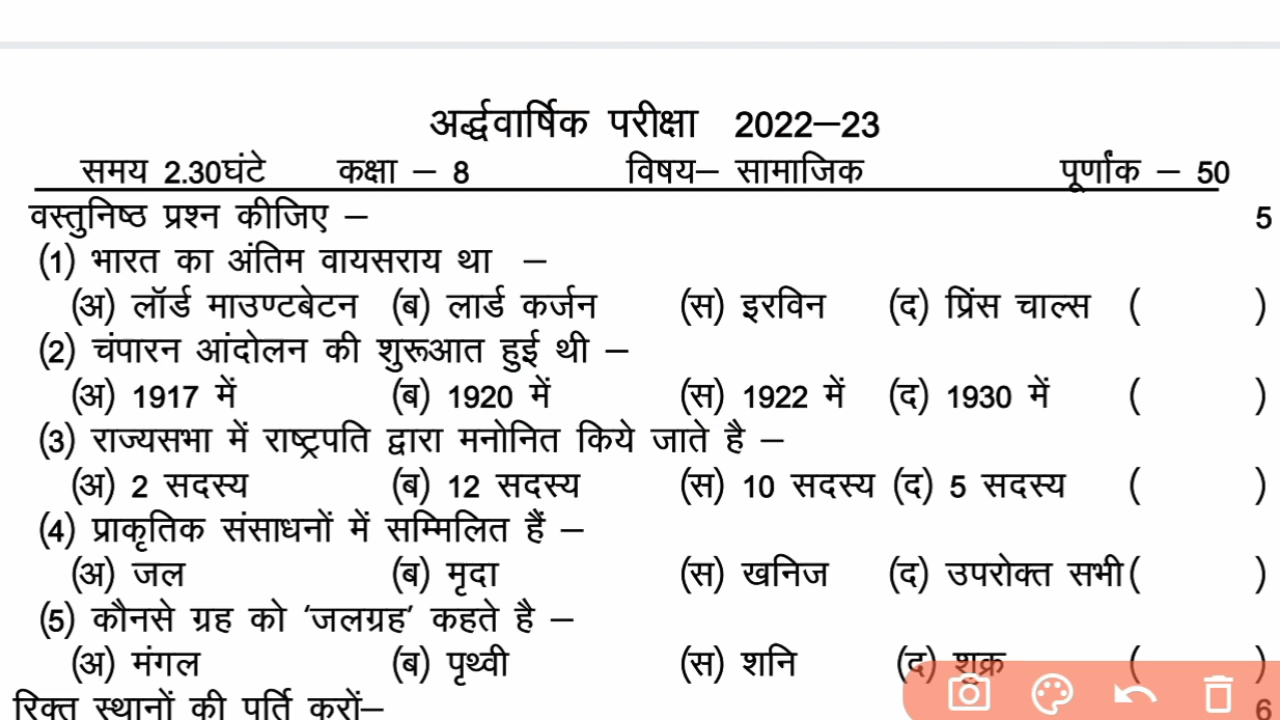 अर्द्धवार्षिक परीक्षा 2022–23
समय 2.30घंटे कक्षा – 8 विषय– सामाजिक पूर्णांक – 50
वस्तुनिष्ठ प्रश्न कीजिए – 5
(1) भारत का अंतिम वायसराय था –
(अ) लॉर्ड माउण्टबेटन (ब) लार्ड कर्जन (स) इरविन (द) प्रिंस चाल्स ( )
(2) चंपारन आंदोलन की शुरूआत हुई थी –
(अ) 1917 में (ब) 1920 में (स) 1922 में (द) 1930 में ( )
(3) राज्यसभा में राष्ट्रपति द्वारा मनोनित किये जाते है –
(अ) 2 सदस्य (ब) 12 सदस्य (स) 10 सदस्य (द) 5 सदस्य ( )
(4) प्राकृतिक संसाधनों में सम्मिलित हैं –
(अ) जल (ब) मृदा (स) खनिज (द) उपरोक्त सभी ( )
(5) कौनसे ग्रह को ‘जलग्रह’ कहते है –
(अ) मंगल (ब) पृथ्वी (स) शनि (द) शुक्र ( )
रिक्त स्थानों की पूर्ति करों– 6